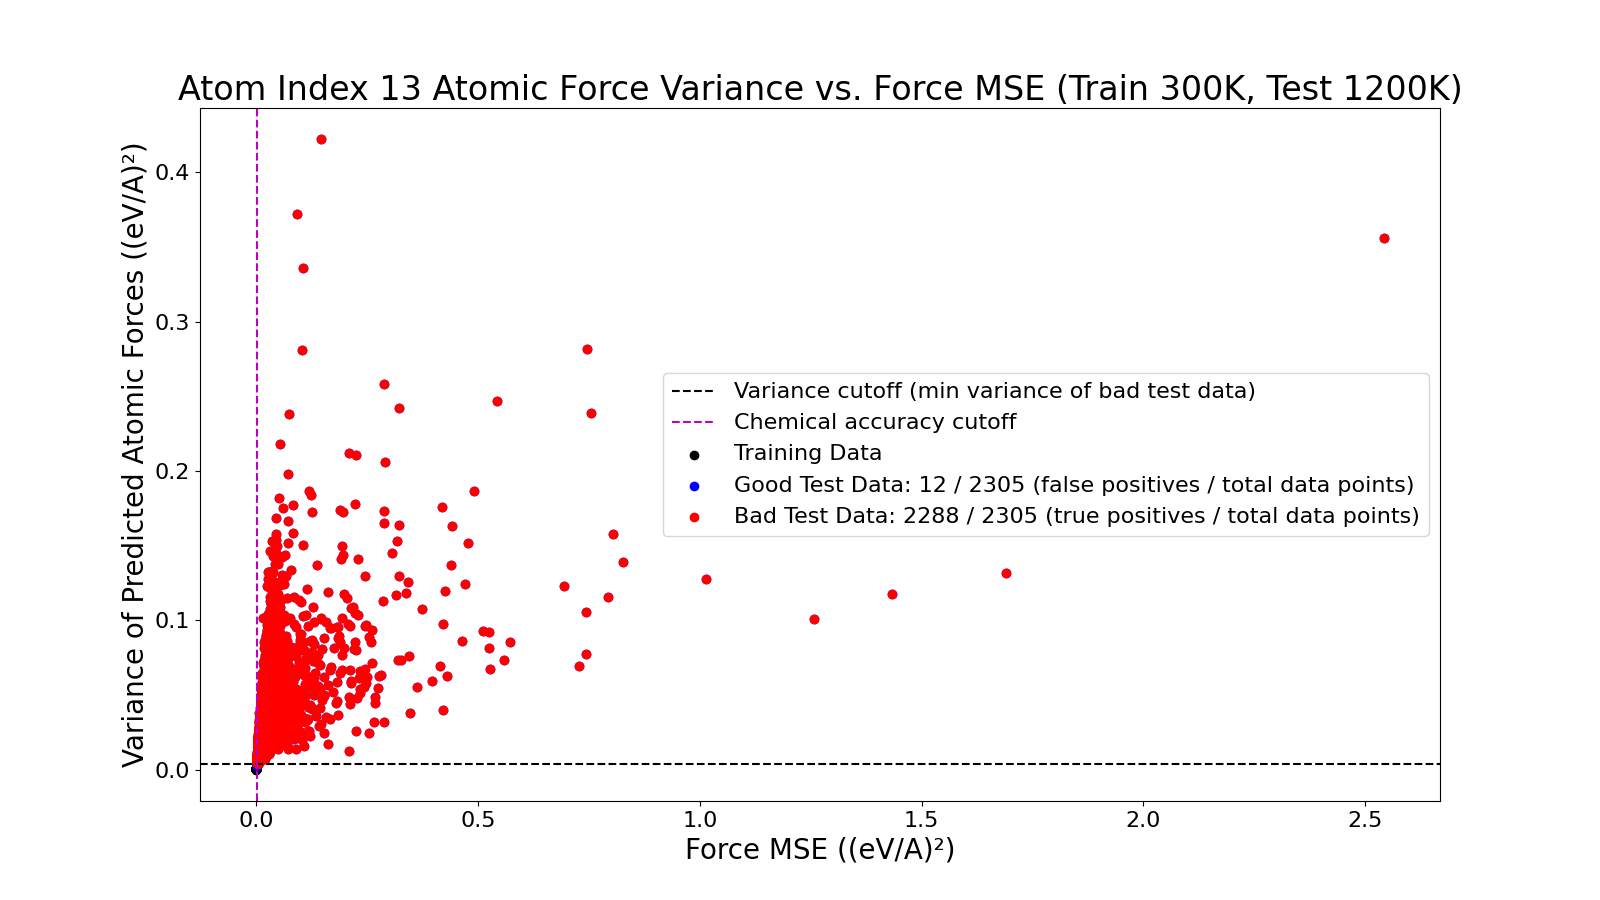 Atom Index 13 Atomic Force Variance vs. Force MSE (Train 300K, Test 1200K)
Variance of Predicted Atomic Forces ((eV/A)²)
0.4
0.3
0.2
0.1
0.0
Variance cutoff (min variance of bad test data)
Chemical accuracy cutoff
Training Data
Good Test Data: 12 / 2305 (false positives / total data points)
Bad Test Data: 2288 / 2305 (true positives / total data points)
0.0 0.5 1.0 1.5 2.0 2.5
Force MSE ((eV/A)²)